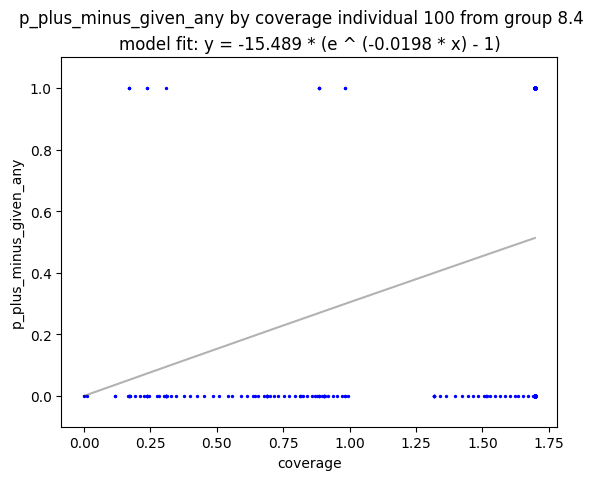 p_plus_minus_given_any by coverage individual 100 from group 8.4
model fit: y = -15.489 * (e ^ (-0.0198 * x) - 1)
1.0
0.8
0.6
0.4
0.2
0.0
p_plus_minus_given_any
0.00 0.25 0.50 0.75 1.00 1.25 1.50 1.75
coverage